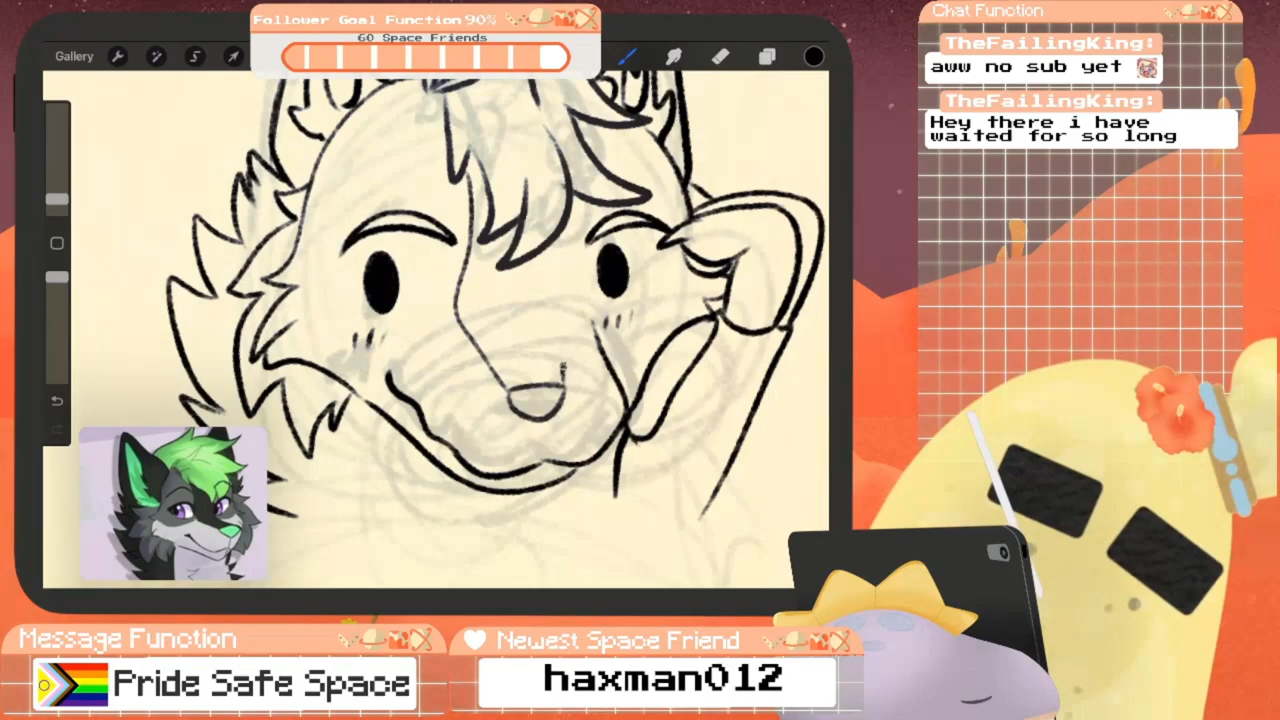 Follower Goal Function 90%
60 Space Friends
Gallery
Chat Function
TheFailingKing:
aww no sub yet
TheFailingKing:
Hey there i have
waited for so long
Message Function
Pride Safe Space
Newest Space Friend
haxman012